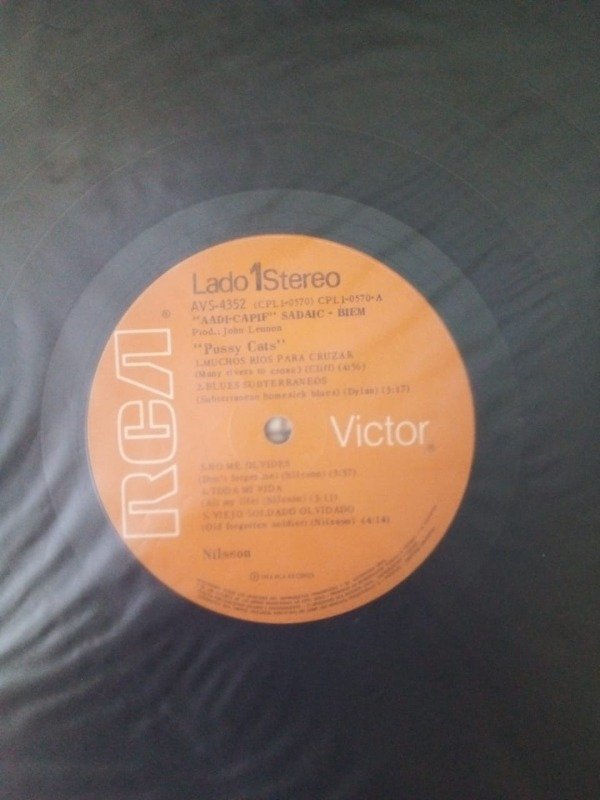 Lado 1 Stereo
AVS-4352 (CPL1-0570) CPL1-0570-A
"AADI-CAPIF" SADAIC - BIEM
Prod.: John Lennon
"Pussy Cats"
1.MUCHOS RIOS PARA CRUZAR
(Many rivers to cross) (Cliff) (4:56)
2.BLUES SUBTERRANEOS
(Subterranean homesick blues) (Dylan) (3:17)
RCA
Victor
®
3.NO ME OLVIDES
(Don't forget me) (Nilsson) (3:37)
4.TODA MI VIDA
(All my life) (Nilsson) (3:11)
5.VIEJO SOLDADO OLVIDADO
(Old forgotten soldier) (Nilsson) (4:14)
Nilsson
RCA RECORDS